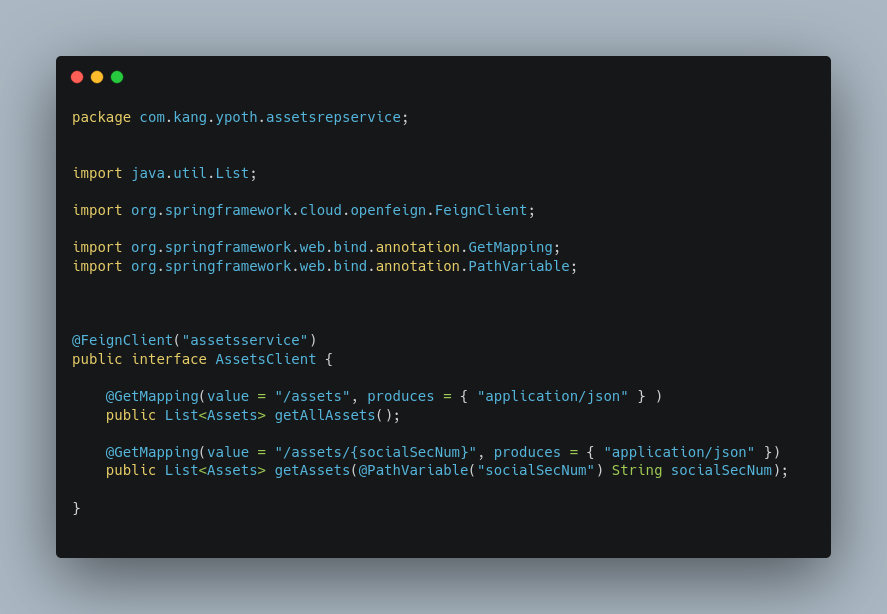 package com.kang.ypoth.assetsrepservice;
import java.util.List;
import org.springframework.cloud.openfeign.FeignClient;
import org.springframework.web.bind.annotation.GetMapping;
import org.springframework.web.bind.annotation.PathVariable;
@FeignClient("assetsservice")
public interface AssetsClient {
    @GetMapping(value = "/assets", produces = { "application/json" } )
    public List<Assets> getAllAssets();
    @GetMapping(value = "/assets/{socialSecNum}", produces = { "application/json" })
    public List<Assets> getAssets(@PathVariable("socialSecNum") String socialSecNum);
}